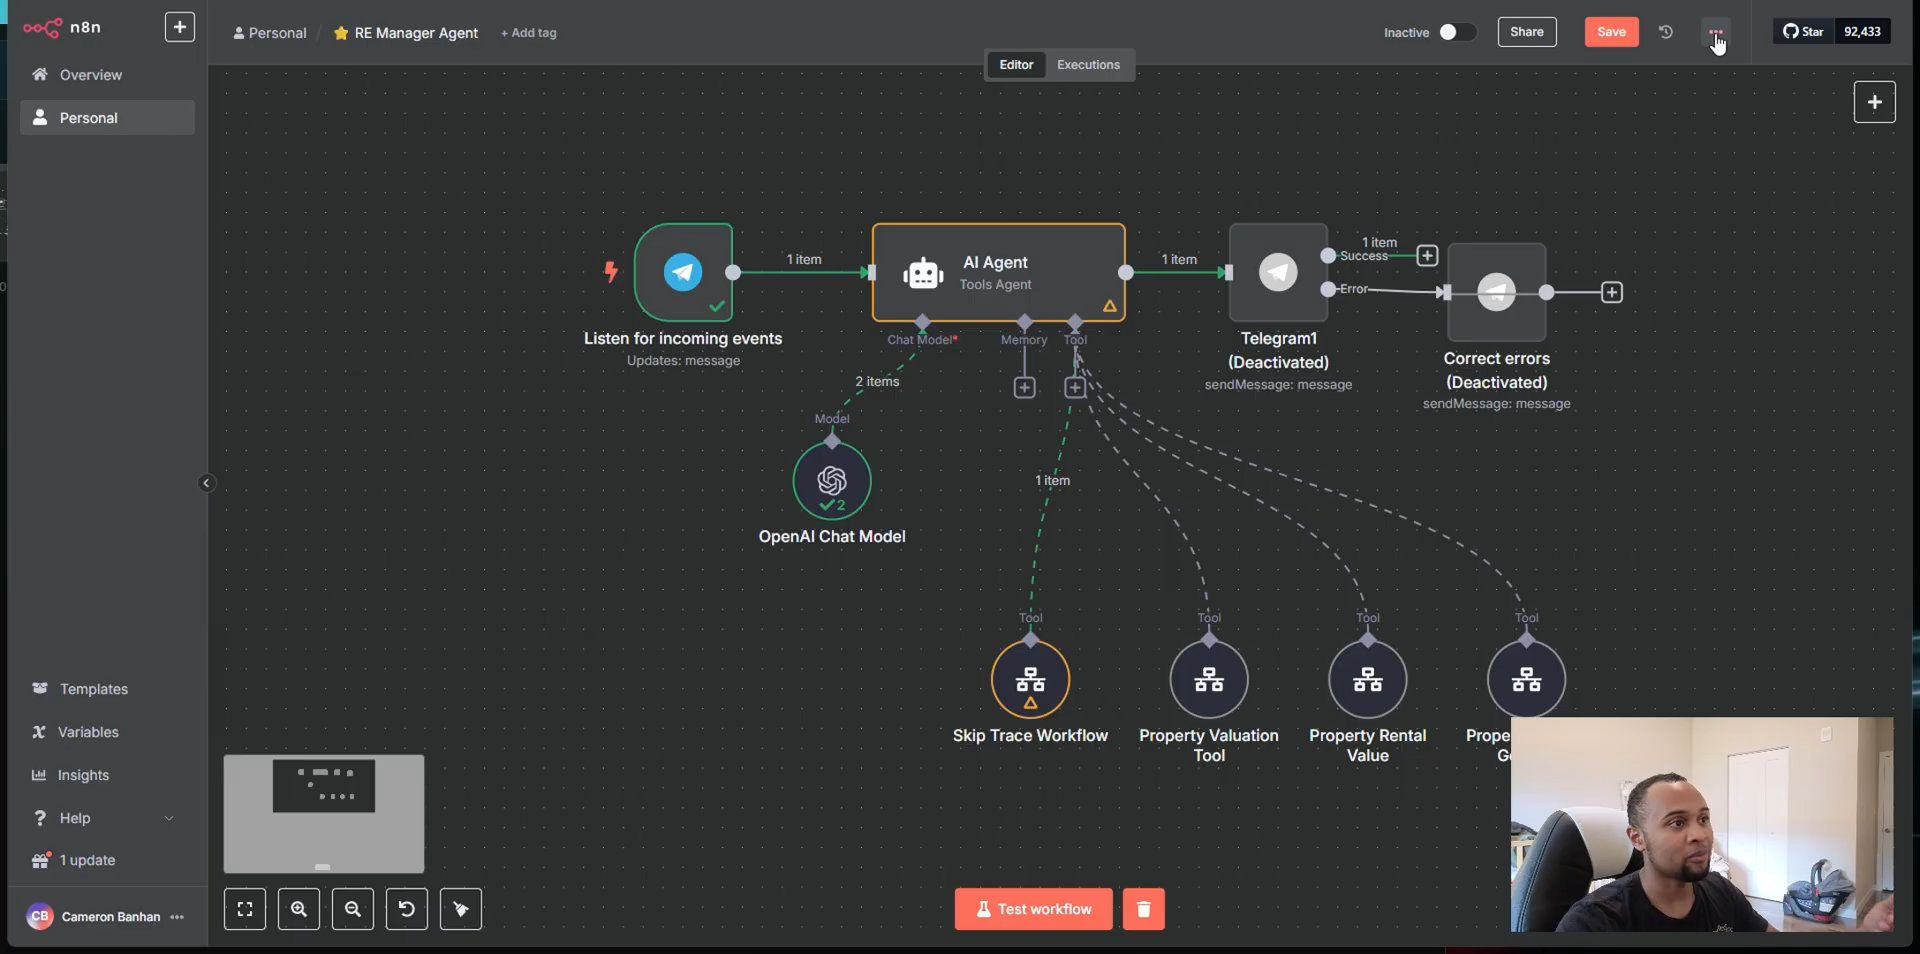 n8n
+
Personal / RE Manager Agent + Add tag
Inactive
Share
Save
Star 92,433
Editor Executions
Overview
Personal
1 item
AI Agent
Tools Agent
1 item
1 item
Success
Error
Listen for incoming events
Updates: message
Chat Model*
Memory
Tool
Telegram1
(Deactivated)
sendMessage: message
Correct errors
(Deactivated)
sendMessage: message
2 items
Model
2
OpenAI Chat Model
1 item
Tool
Tool
Tool
Tool
Skip Trace Workflow
Property Valuation
Tool
Property Rental
Value
Prope
Templates
Variables
Insights
Help
1 update
CB Cameron Banhan
Test workflow